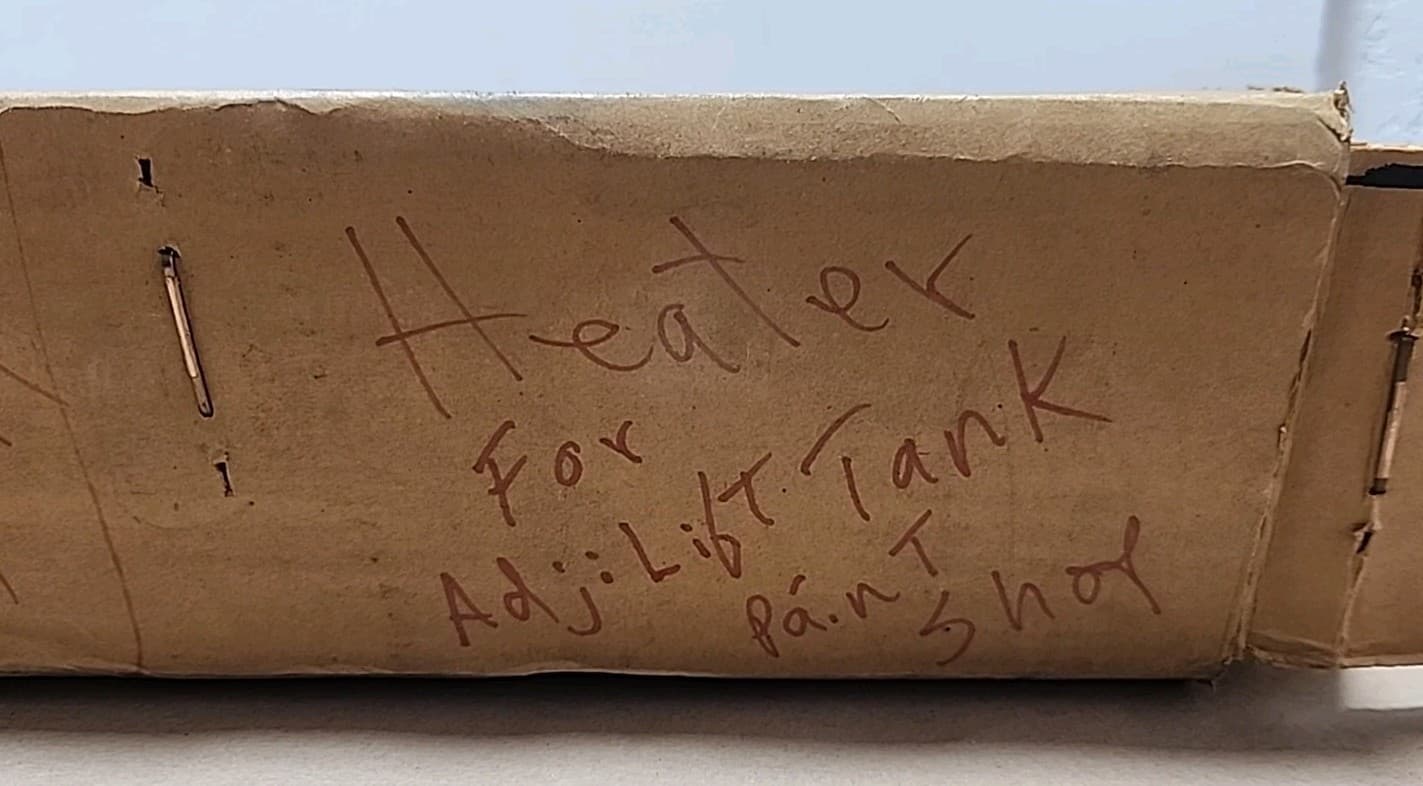 Heater
For
Adj. Lift Tank
Paint Shop